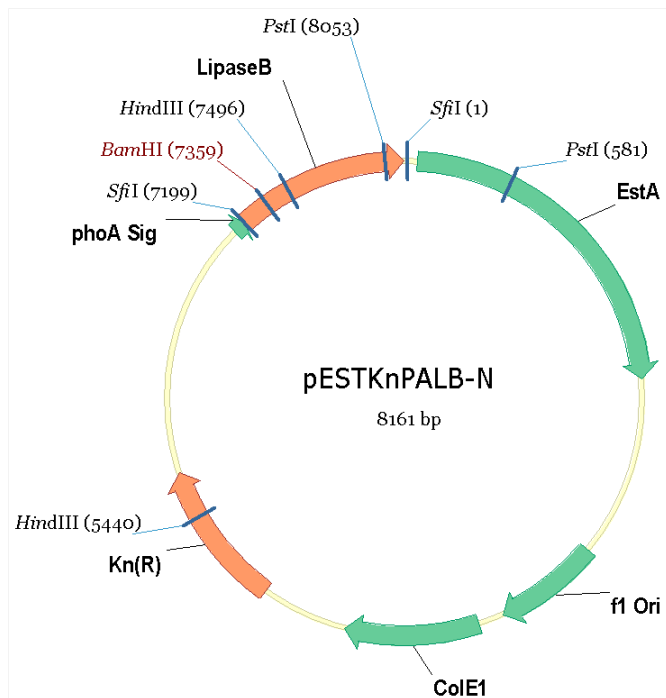 PstI (8053)
LipaseB
SfiI (1)
HindIII (7496)
PstI (581)
BamHI (7359)
SfiI (7199)
EstA
phoA Sig
pESTKnPALB-N
8161 bp
HindIII (5440)
Kn(R)
f1 Ori
ColE1